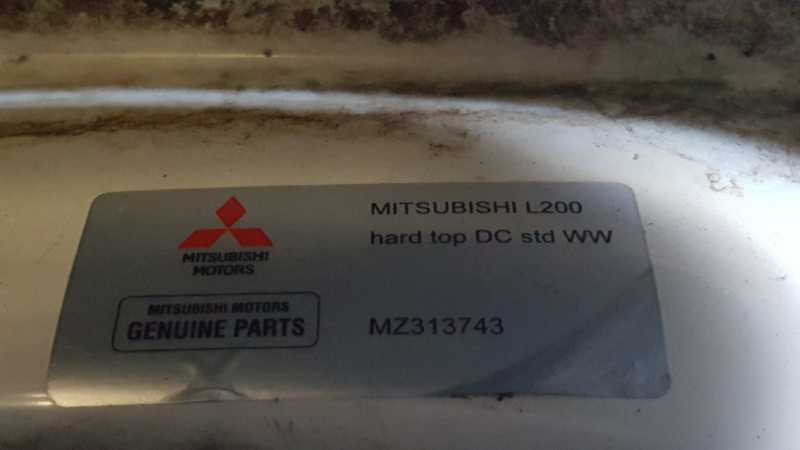 MITSUBISHI
MOTORS
MITSUBISHI MOTORS
GENUINE PARTS
MITSUBISHI L200
hard top DC std WW
MZ313743